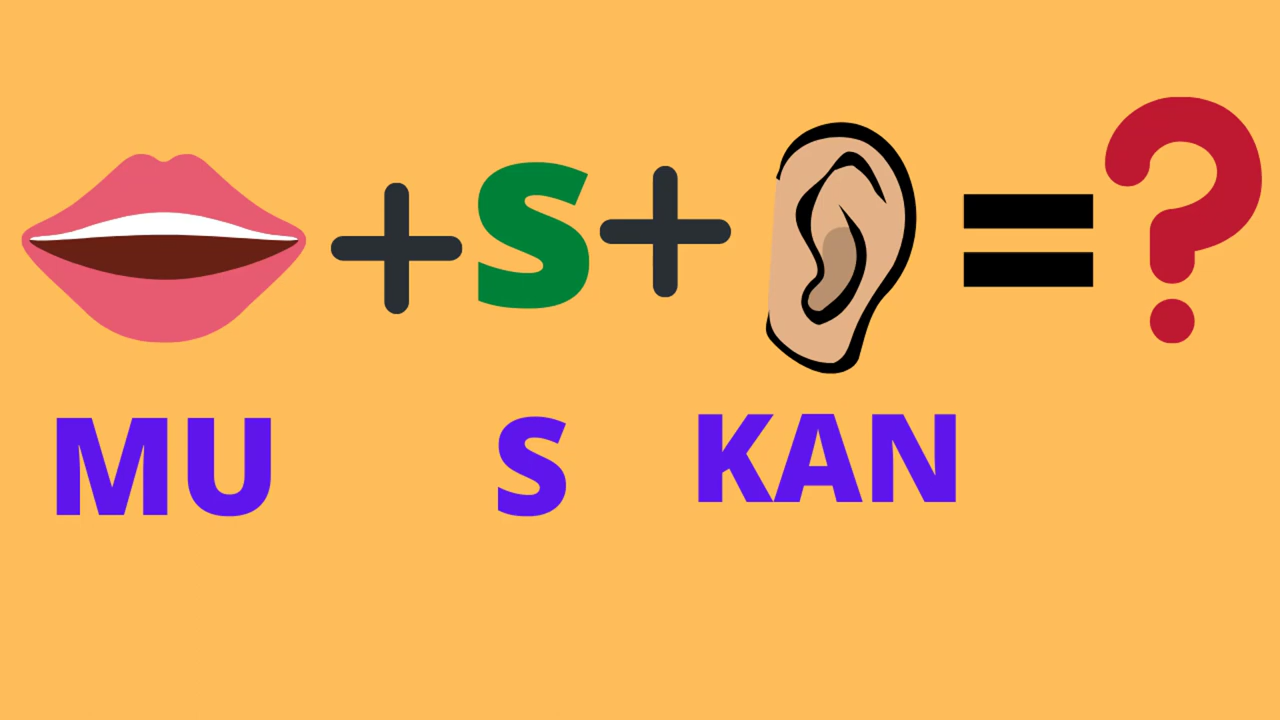 + S + = ?
MU S KAN